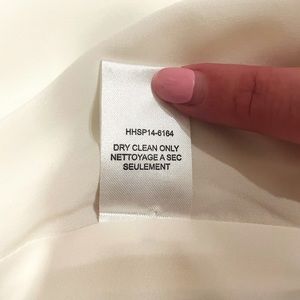 HHSP14-6164
DRY CLEAN ONLY
NETTOYAGE A SEC
SEULEMENT